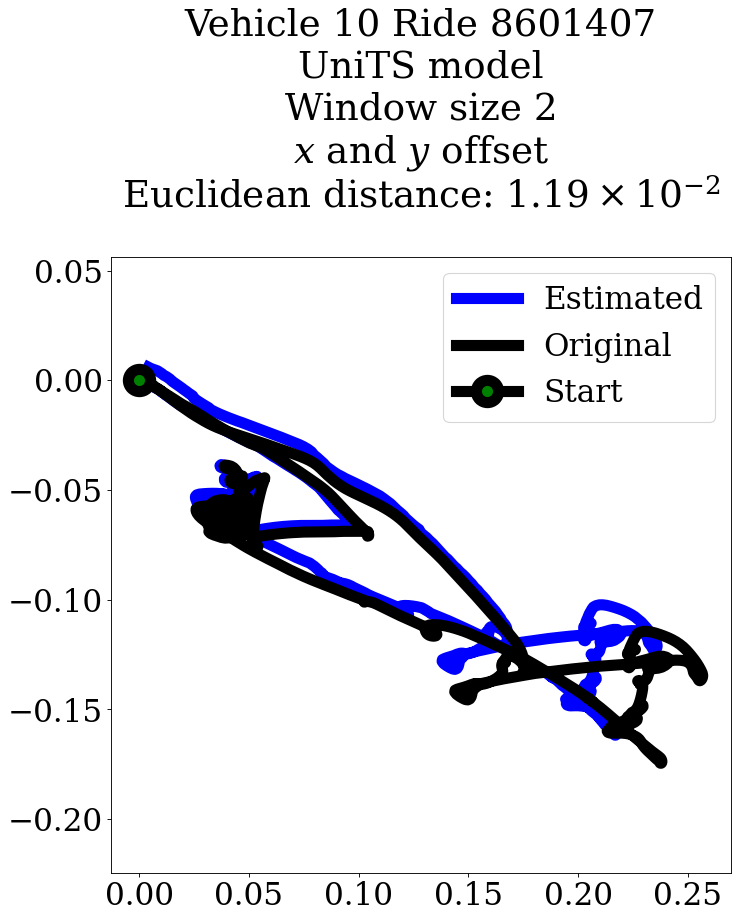 Vehicle 10 Ride 8601407
UniTS model
Window size 2
x and y offset
Euclidean distance: 1.19 × 10⁻²
0.05
0.00
−0.05
−0.10
−0.15
−0.20
Estimated
Original
Start
0.00 0.05 0.10 0.15 0.20 0.25